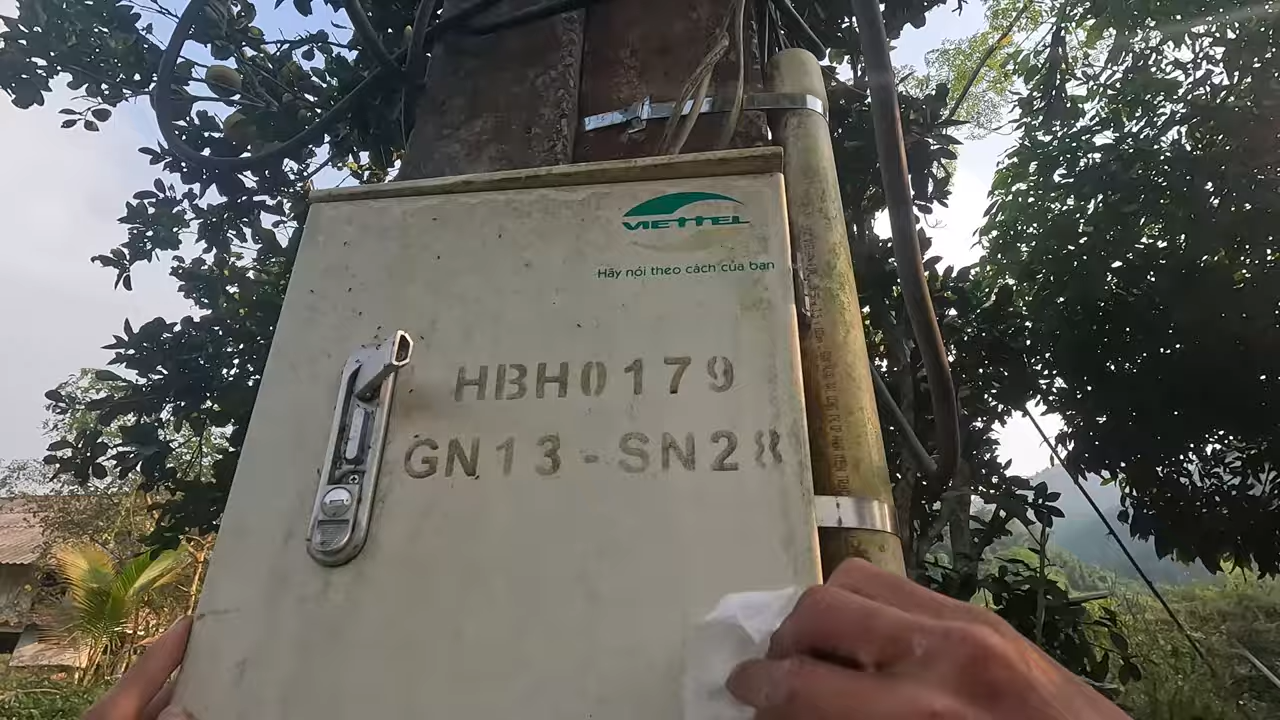 VIETTEL
Hãy nói theo cách của bạn
HBH0179
GN13-SN28